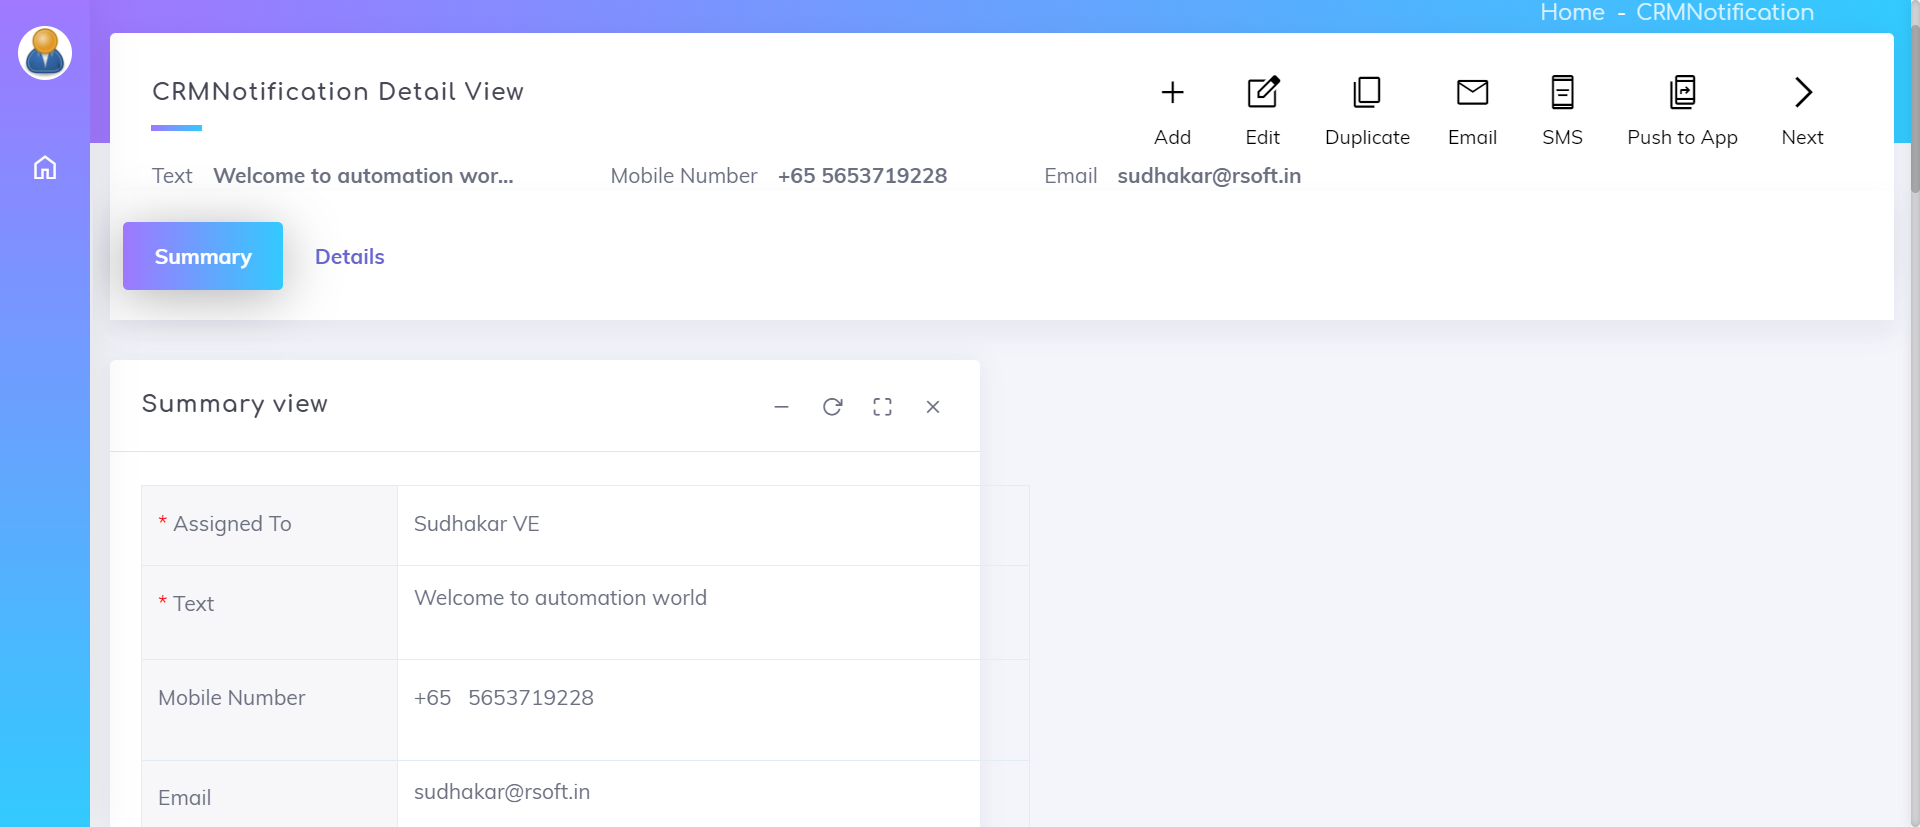 Home - CRMNotification
CRMNotification Detail View
Add Edit Duplicate Email SMS Push to App Next
Text Welcome to automation wor... Mobile Number +65 5653719228 Email sudhakar@rsoft.in
Summary Details
Summary view
* Assigned To Sudhakar VE
* Text Welcome to automation world
Mobile Number +65 5653719228
Email sudhakar@rsoft.in